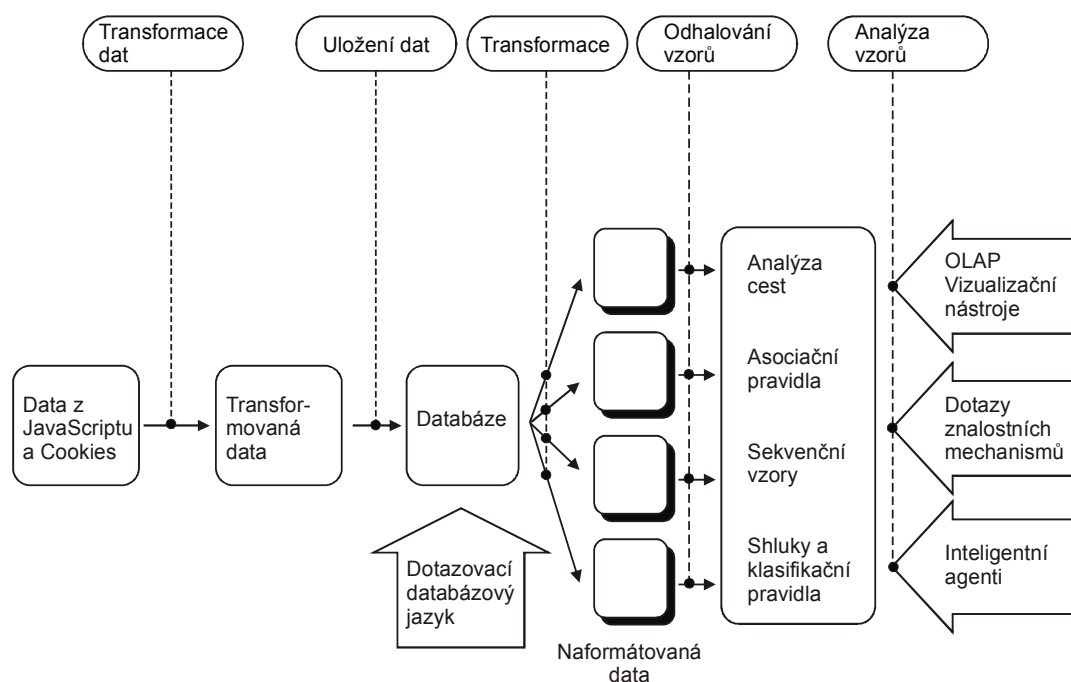 Transformace
dat
Uložení dat
Transformace
Odhalování
vzorů
Analýza
vzorů
Data z
JavaScriptu
a Cookies
Transfor-
movaná
data
Databáze
Dotazovací
databázový
jazyk
Naformátovaná
data
Analýza
cest
Asociační
pravidla
Sekvenční
vzory
Shluky a
klasifikační
pravidla
OLAP
Vizualizační
nástroje
Dotazy
znalostních
mechanismů
Inteligentní
agenti